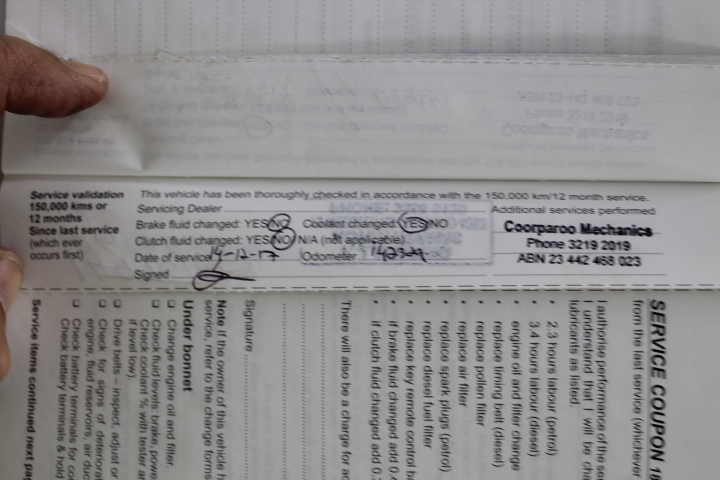 Service validation
150,000 kms or
12 months
Since last service
(which ever
occurs first)
This vehicle has been thoroughly checked in accordance with the 150,000 km/12 month service.
Servicing Dealer
Additional services performed
Brake fluid changed: YES/NO Coolant changed: YES/NO
Clutch fluid changed: YES/NO/N/A (not applicable)
Date of service 14-12-17 Odometer 142329
Signed
Coorparoo Mechanics
Phone 3219 2019
ABN 23 442 468 023
SERVICE COUPON
from the last service (whichever
I authorise performance of the
I understand that I will be
lubricants as listed.
• 2.3 hours labour (petrol)
• 3.4 hours labour (diesel)
• engine oil and filter change
• replace timing belt (diesel)
• replace pollen filter
• replace air filter
• replace spark plugs (petrol)
• replace diesel fuel filter
• replace key remote control
• if brake fluid changed add 0.
• if clutch fluid changed add 0.
There will also be a charge for
Signature
Note If the owner of this vehicle
service, refer to the change forms
Under bonnet
Change engine oil and filter.
Check fluid levels: brake, power
Check coolant % with tester
if level low).
Drive belts – inspect, adjust or
Check for signs of
engine, fluid reservoirs, air
Check battery terminals for
Check battery terminals & hold
Service items continued next